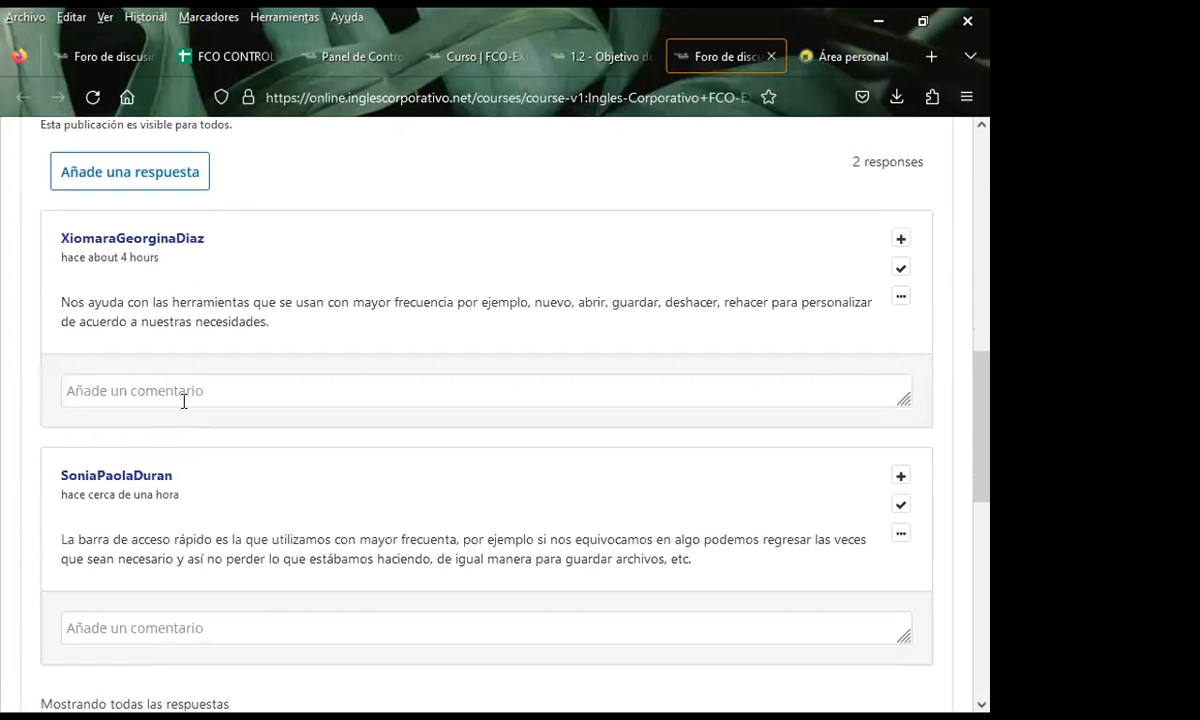 Archivo Editar Ver Historial Marcadores Herramientas Ayuda
Foro de discusi FCO CONTROL Panel de Contro Curso | FCO-EX 1.2 - Objetivo de Foro de discu Área personal
https://online.inglescorporativo.net/courses/course-v1:Ingles-Corporativo+FCO-E
Esta publicación es visible para todos.
Añade una respuesta
2 responses
XiomaraGeorginaDiaz
hace about 4 hours
Nos ayuda con las herramientas que se usan con mayor frecuencia por ejemplo, nuevo, abrir, guardar, deshacer, rehacer para personalizar
de acuerdo a nuestras necesidades.
Añade un comentario
SoniaPaolaDuran
hace cerca de una hora
La barra de acceso rápido es la que utilizamos con mayor frecuenta, por ejemplo si nos equivocamos en algo podemos regresar las veces
que sean necesario y así no perder lo que estábamos haciendo, de igual manera para guardar archivos, etc.
Añade un comentario
Mostrando todas las respuestas